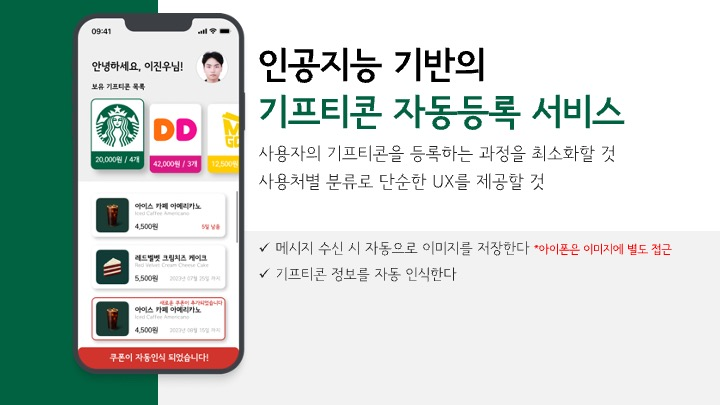 09:41
안녕하세요, 이진우님!
보유 기프티콘 목록
20,000원 / 4개
DD
42,000원 / 3개
12,500원
아이스 카페 아메리카노
Iced Caffee Americano
4,500원
5일 남음
레드벨벳 크림치즈 케이크
Red Velvet Cream Cheese Cake
5,500원
2023년 07월 25일 까지
새로운 쿠폰이 추가되었습니다
아이스 카페 아메리카노
Iced Caffee Americano
4,500원
2023년 08월 15일 까지
쿠폰이 자동인식 되었습니다!
인공지능 기반의
기프티콘 자동등록 서비스
사용자의 기프티콘을 등록하는 과정을 최소화할 것
사용처별 분류로 단순한 UX를 제공할 것
✓ 메시지 수신 시 자동으로 이미지를 저장한다 *아이폰은 이미지에 별도 접근
✓ 기프티콘 정보를 자동 인식한다